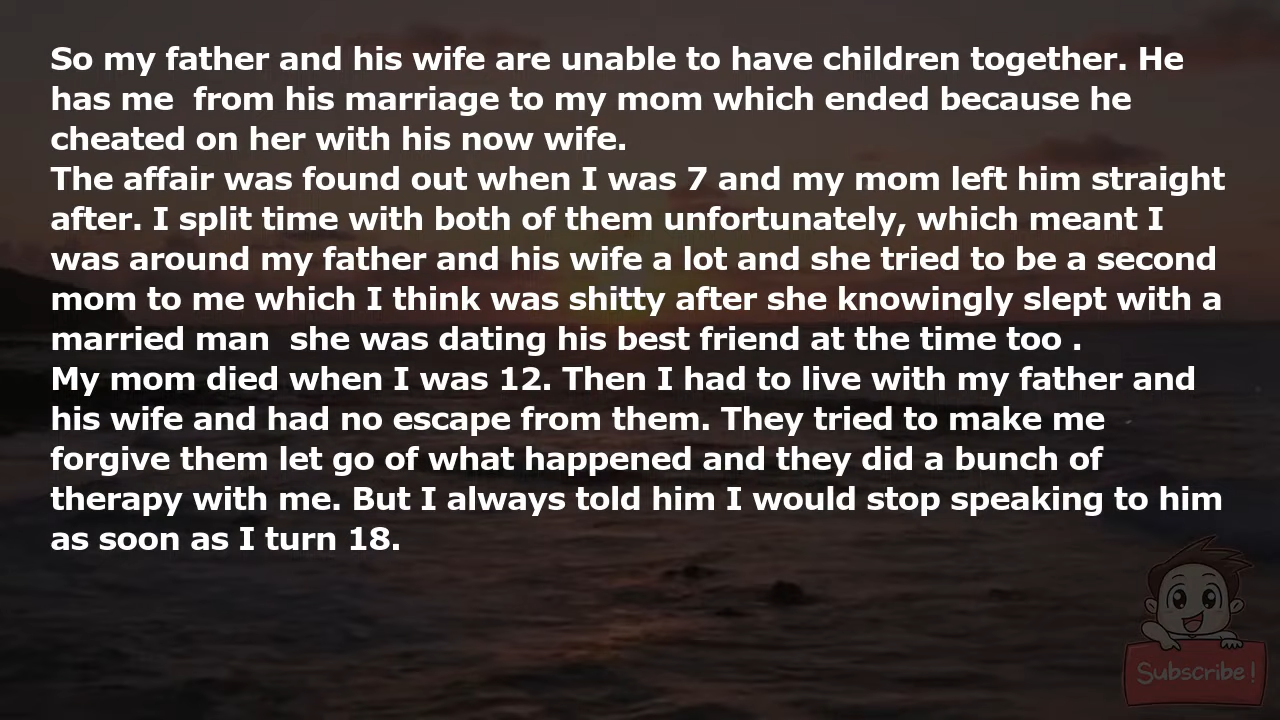 So my father and his wife are unable to have children together. He
has me  from his marriage to my mom which ended because he
cheated on her with his now wife.
The affair was found out when I was 7 and my mom left him straight
after. I split time with both of them unfortunately, which meant I
was around my father and his wife a lot and she tried to be a second
mom to me which I think was shitty after she knowingly slept with a
married man  she was dating his best friend at the time too .
My mom died when I was 12. Then I had to live with my father and
his wife and had no escape from them. They tried to make me
forgive them let go of what happened and they did a bunch of
therapy with me. But I always told him I would stop speaking to him
as soon as I turn 18.
Subscribe!